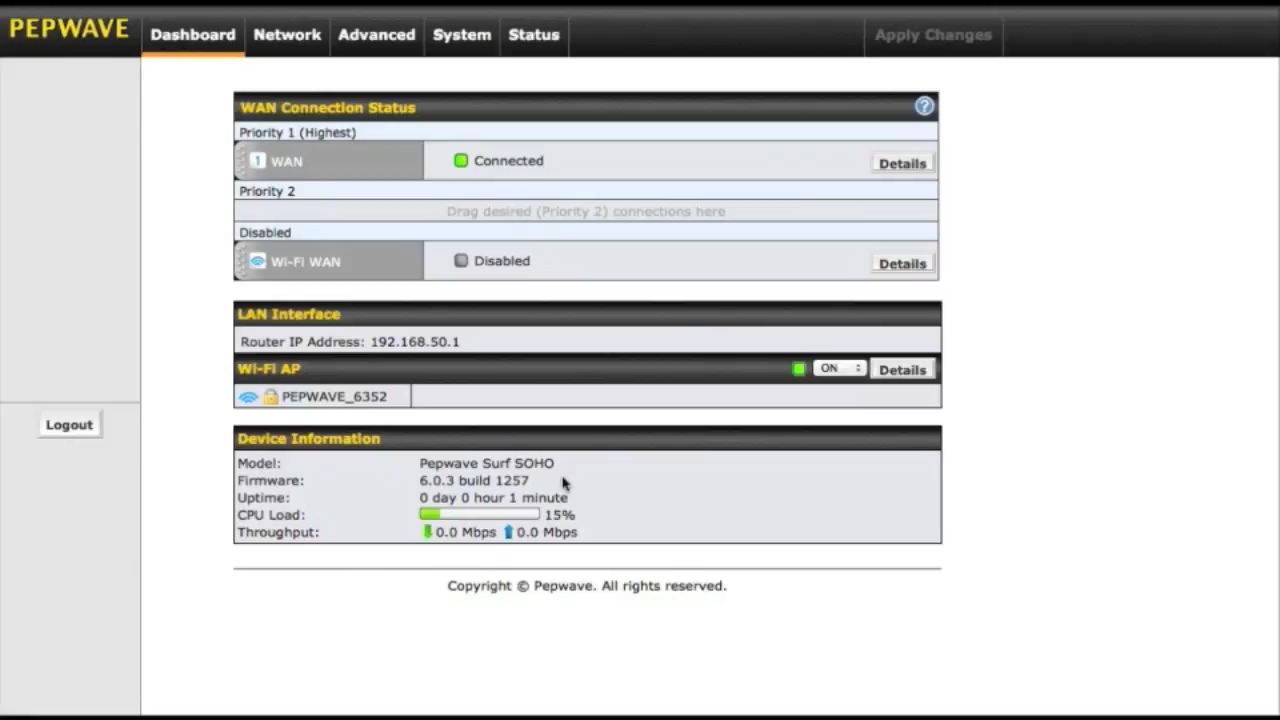 PEPWAVE
Dashboard Network Advanced System Status Apply Changes
WAN Connection Status ?
Priority 1 (Highest)
1 WAN Connected Details
Priority 2
Drag desired (Priority 2) connections here
Disabled
Wi-Fi WAN Disabled Details
LAN Interface
Router IP Address: 192.168.50.1
Wi-Fi AP ON Details
PEPWAVE_6352
Logout
Device Information
Model: Pepwave Surf SOHO
Firmware: 6.0.3 build 1257
Uptime: 0 day 0 hour 1 minute
CPU Load: 15%
Throughput: 0.0 Mbps 0.0 Mbps
Copyright © Pepwave. All rights reserved.